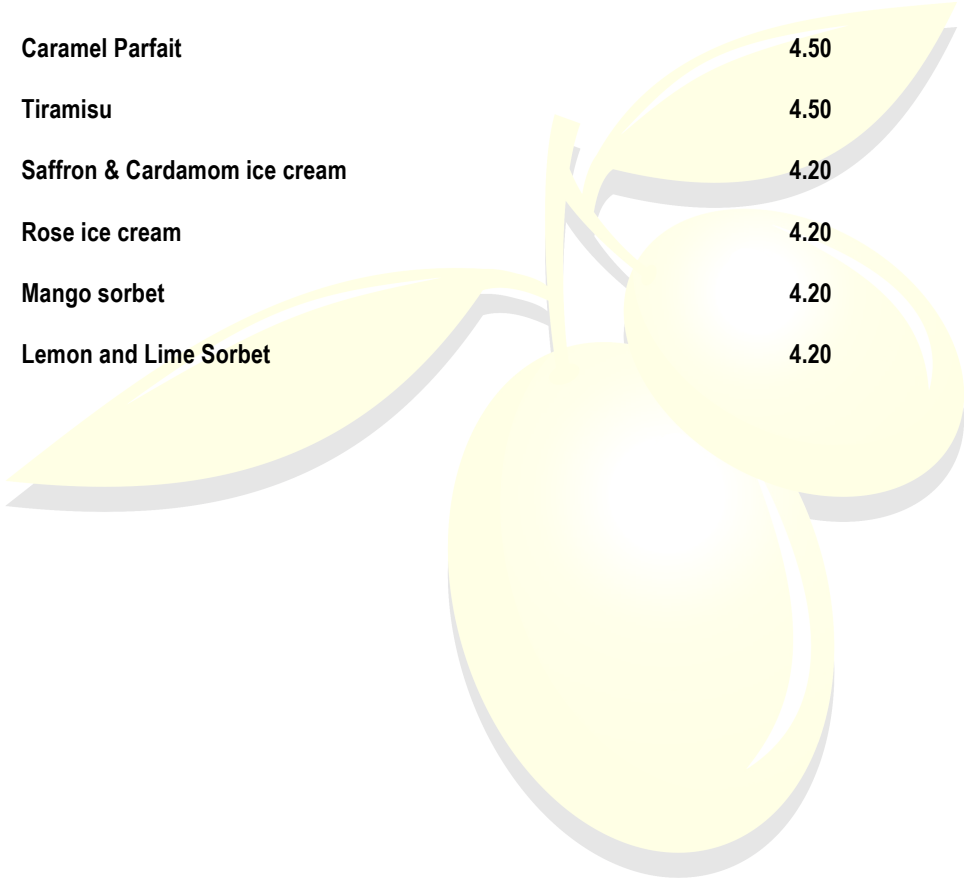 Caramel Parfait 4.50
Tiramisu 4.50
Saffron & Cardamom ice cream 4.20
Rose ice cream 4.20
Mango sorbet 4.20
Lemon and Lime Sorbet 4.20